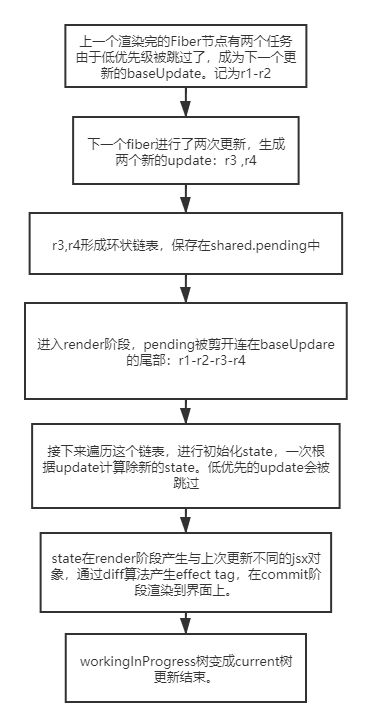 上一个渲染完的Fiber节点有两个任务
由于低优先级被跳过了，成为下一个更
新的baseUpdate。记为r1-r2
下一个fiber进行了两次更新，生成
两个新的update：r3 ,r4
r3,r4形成环状链表，保存在shared.pending中
进入render阶段，pending被剪开连在baseUpdare
的尾部：r1-r2-r3-r4
接下来遍历这个链表，进行初始化state，一次根
据update计算除新的state。低优先的update会被
跳过
state在render阶段产生与上次更新不同的jsx对
象，通过diff算法产生effect tag，在commit阶
段渲染到界面上。
workingInProgress树变成current树
更新结束。